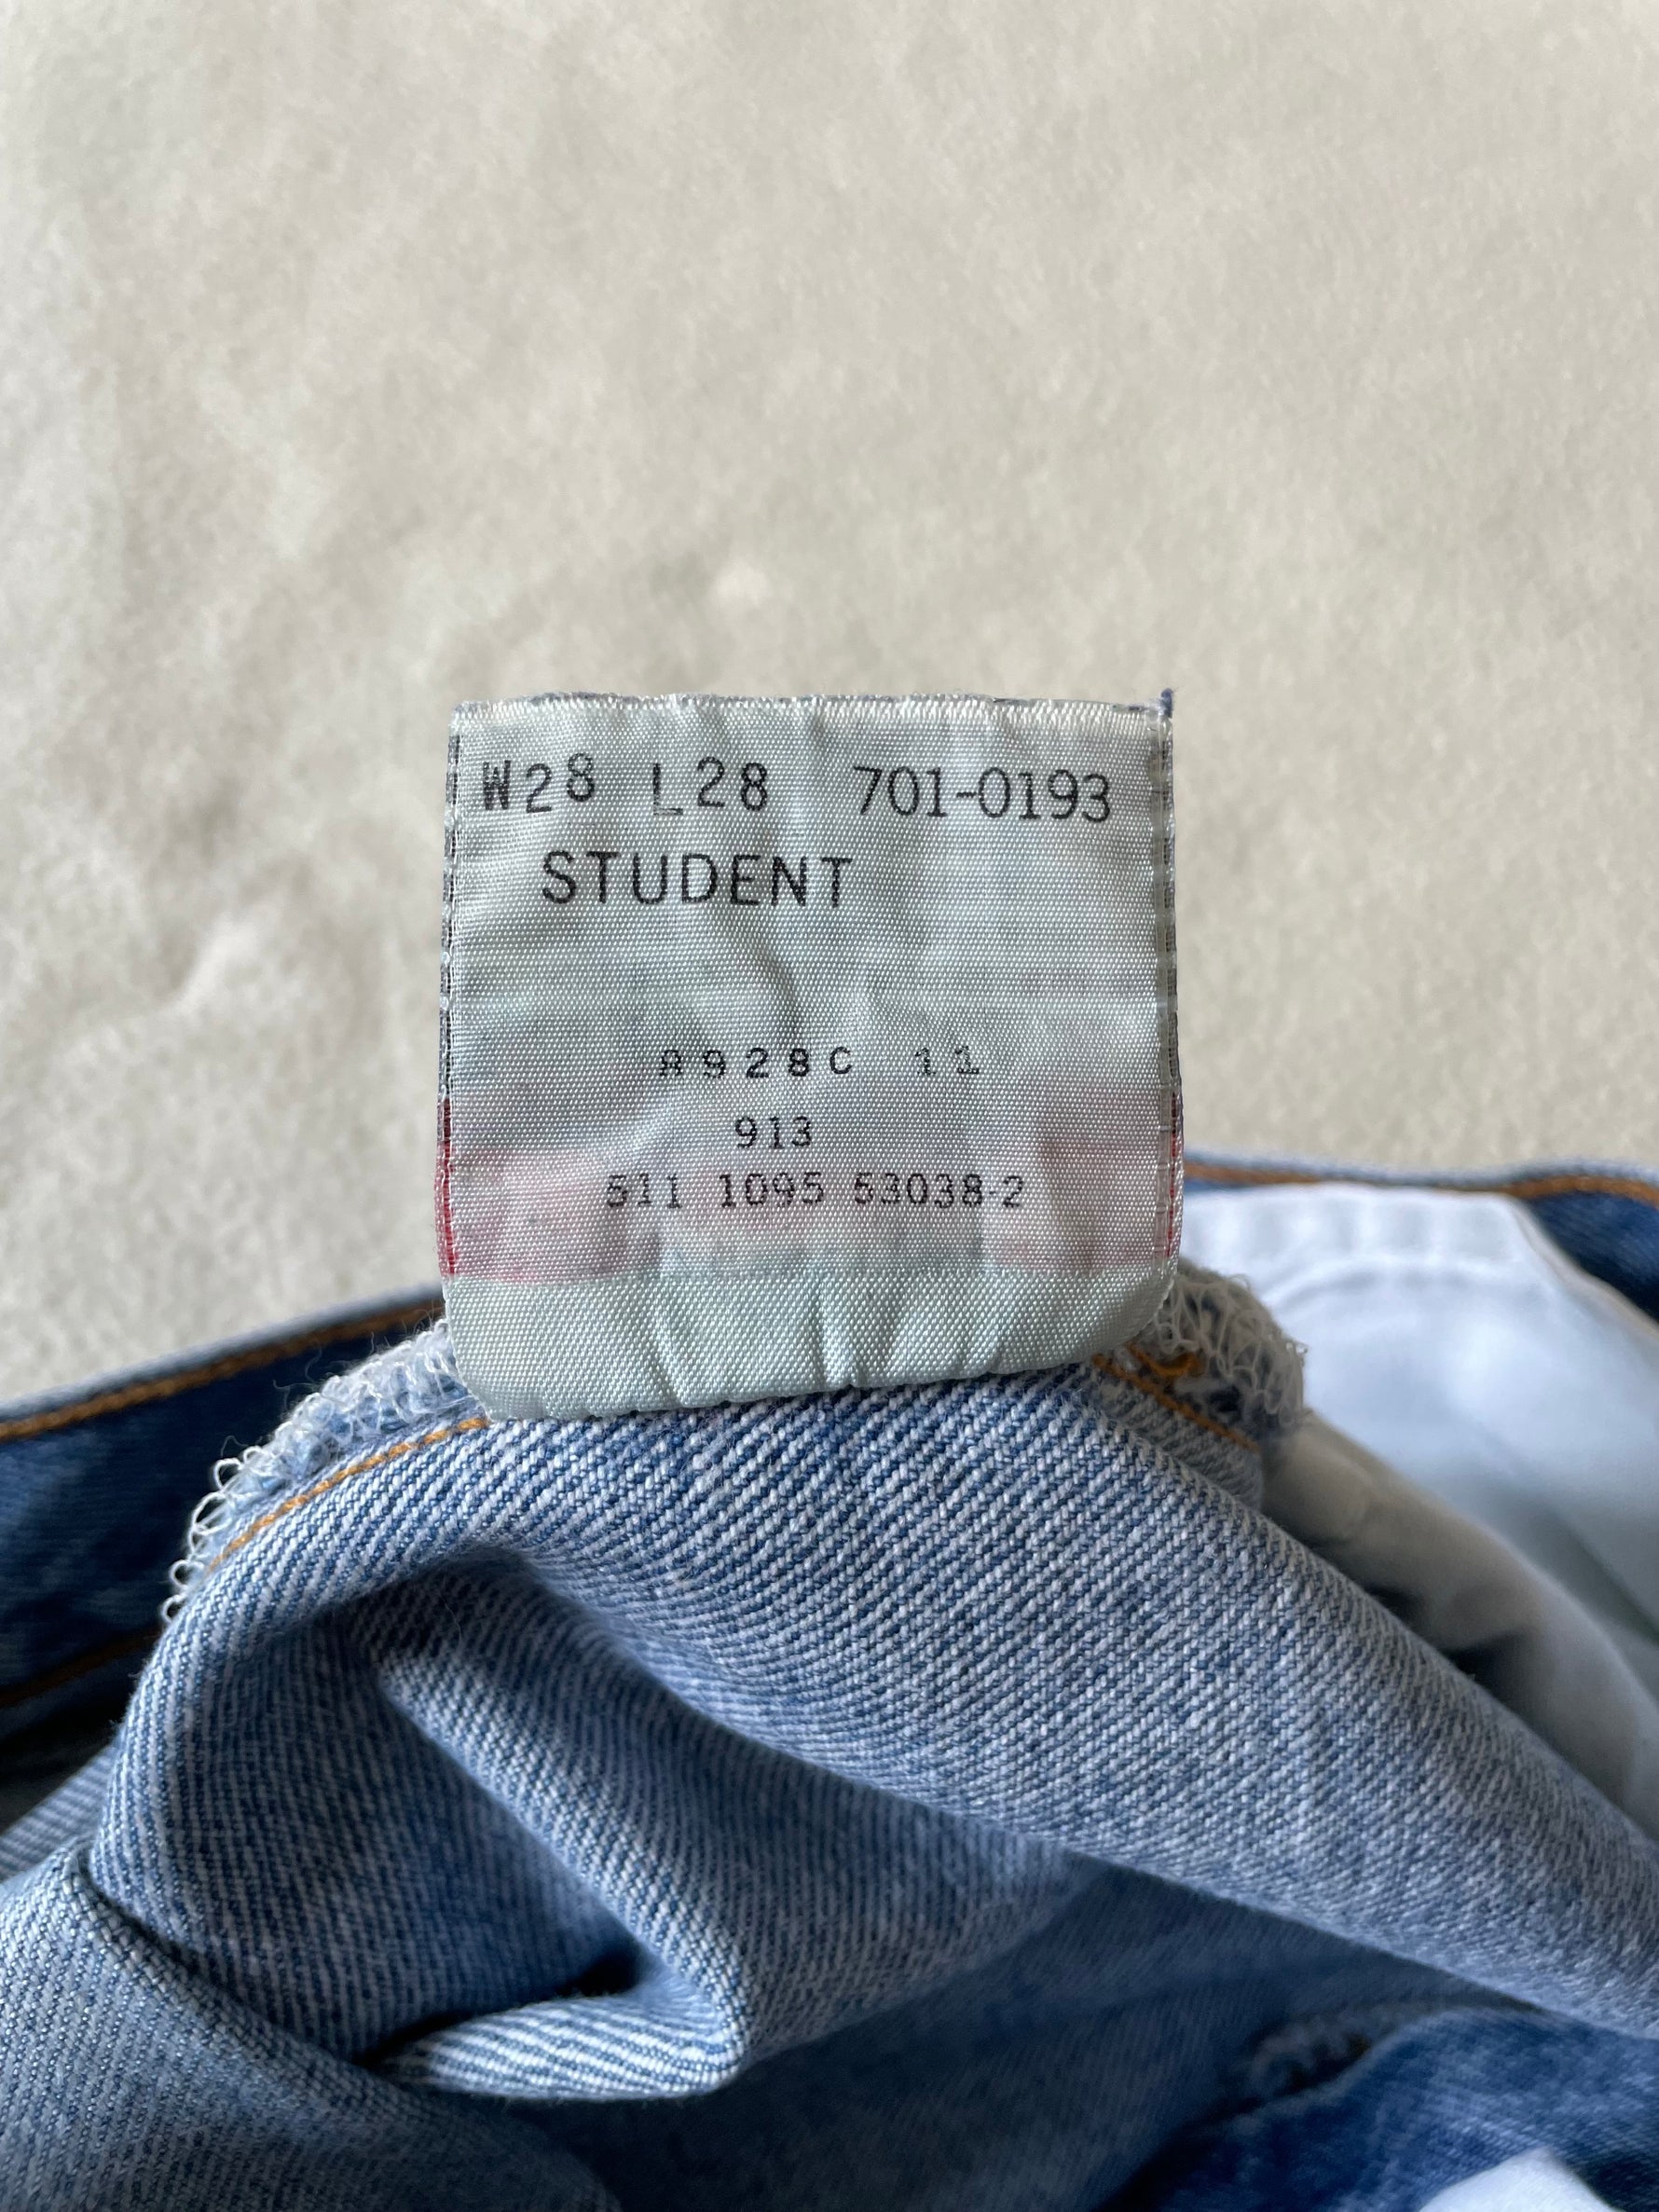 W28 L28 701-0193
STUDENT
A928C 11
913
511 1095 53038-2